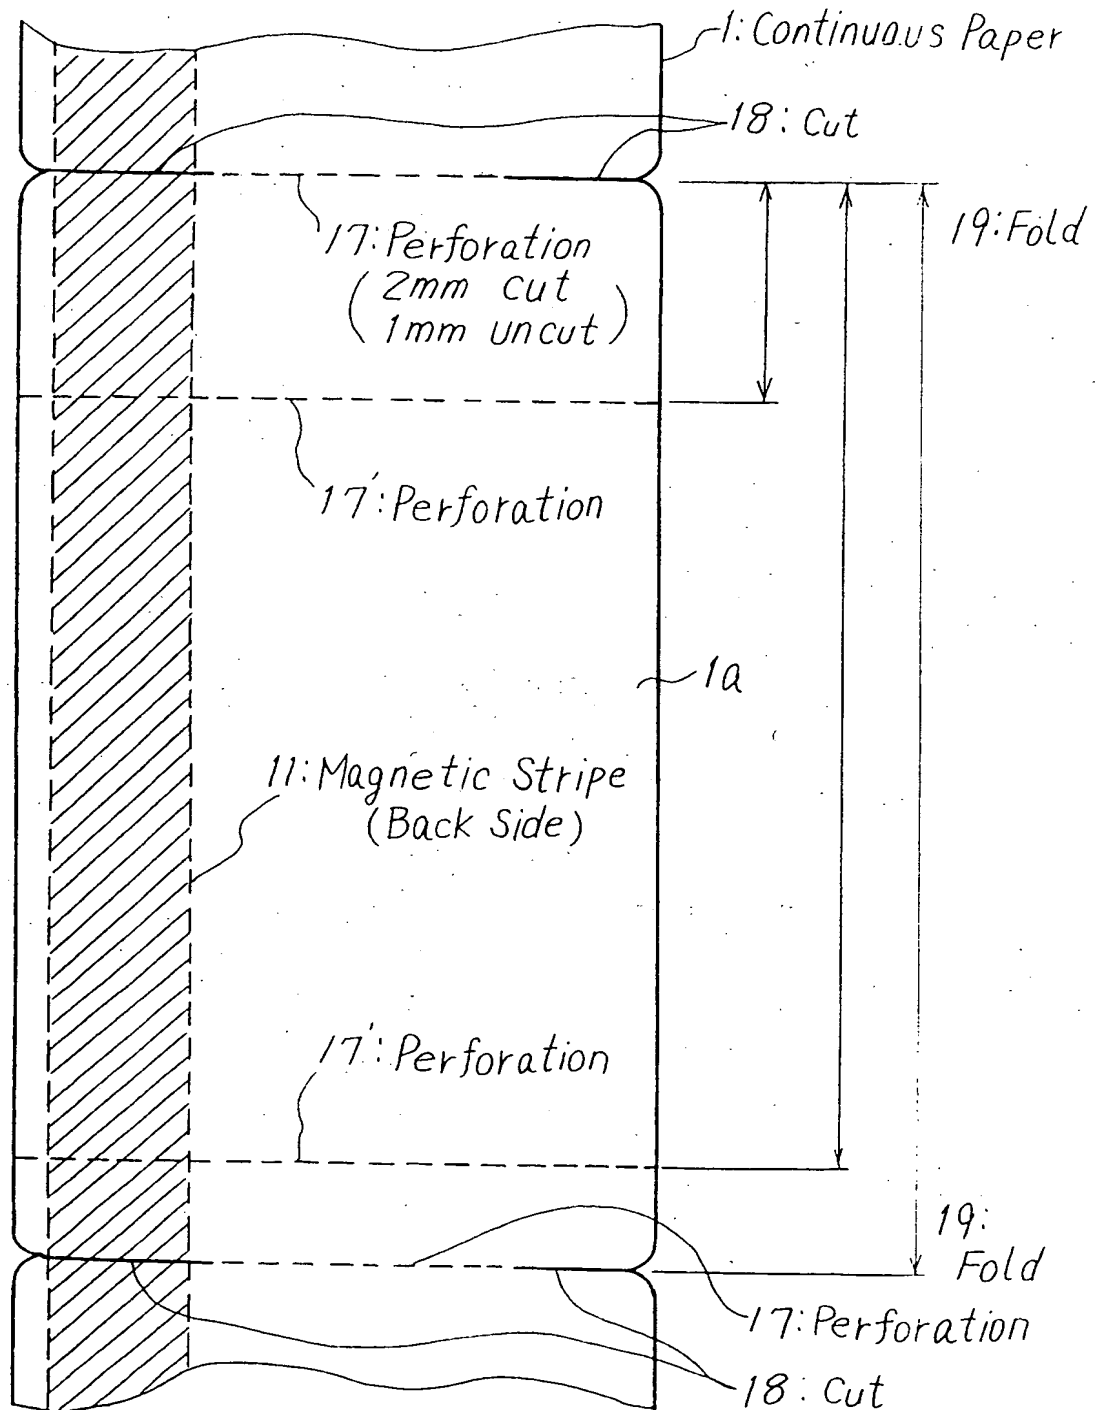 1: Continuous Paper
18: Cut
19: Fold
17: Perforation
( 2mm cut
1mm uncut )
17': Perforation
1a
11: Magnetic Stripe
(Back Side)
17': Perforation
19:
Fold
17: Perforation
18: Cut